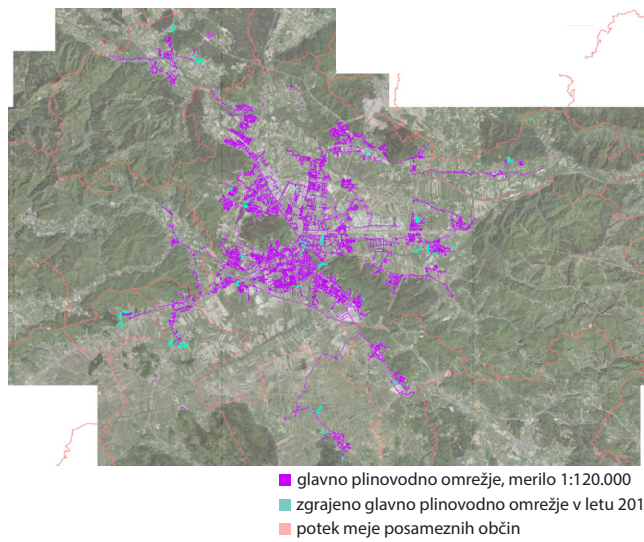 glavno plinovodno omrežje, merilo 1:120.000
zgrajeno glavno plinovodno omrežje v letu 201
potek meje posameznih občin